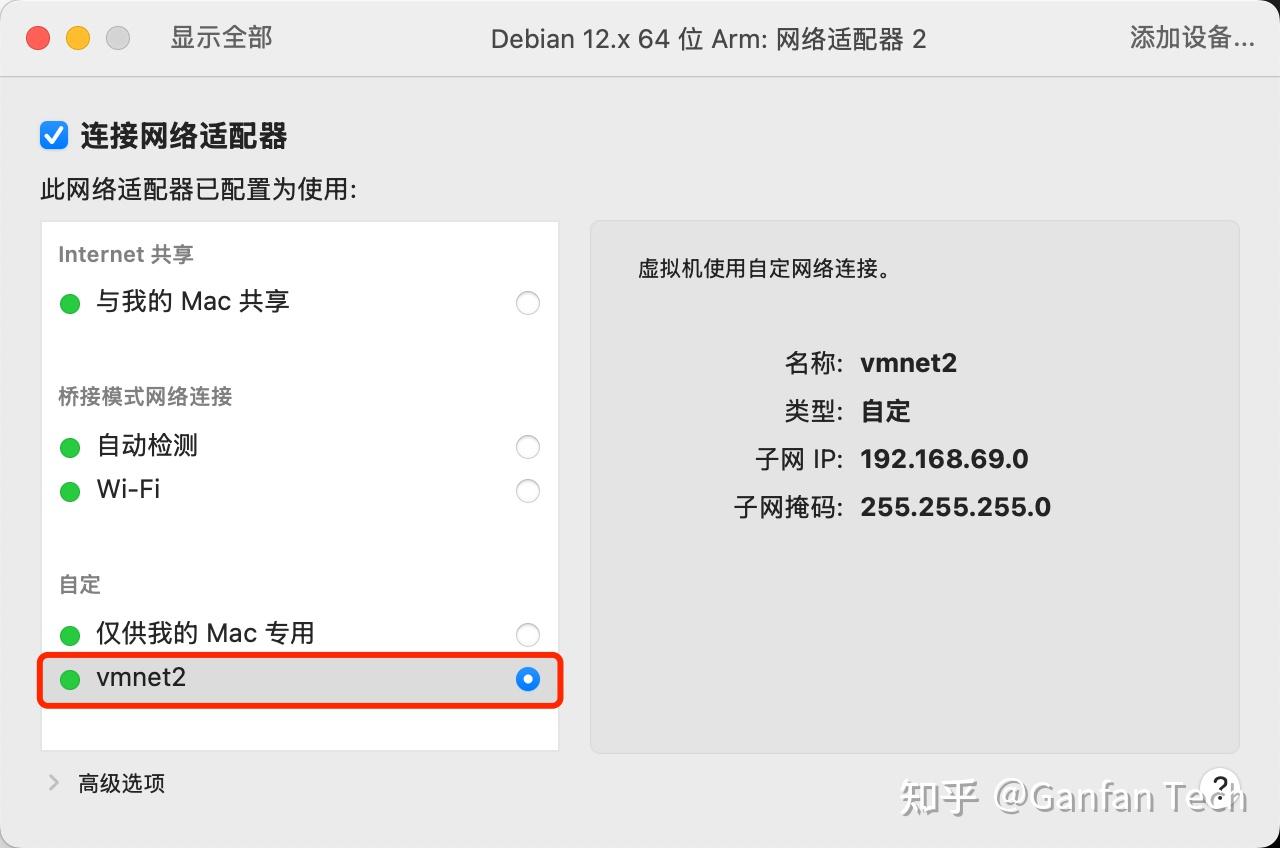 显示全部
Debian 12.x 64 位 Arm: 网络适配器 2
添加设备...
连接网络适配器
此网络适配器已配置为使用:
Internet 共享
与我的 Mac 共享
桥接模式网络连接
自动检测
Wi-Fi
自定
仅供我的 Mac 专用
vmnet2
虚拟机使用自定网络连接。
名称: vmnet2
类型: 自定
子网 IP: 192.168.69.0
子网掩码: 255.255.255.0
高级选项
?
知乎 @Ganfan Tech